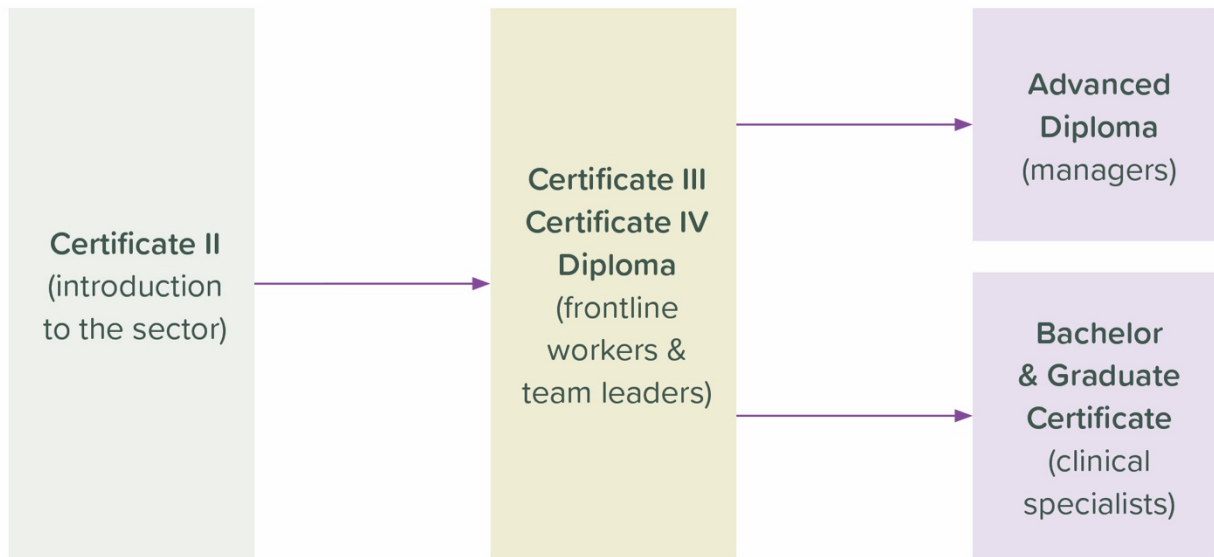 Certificate II
(introduction
to the sector)
Certificate III
Certificate IV
Diploma
(frontline
workers &
team leaders)
Advanced
Diploma
(managers)
Bachelor
& Graduate
Certificate
(clinical
specialists)